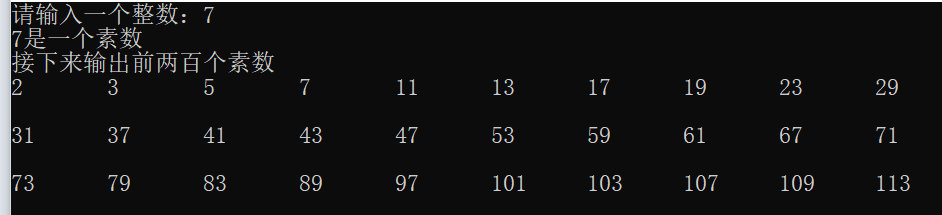 请输入一个整数：7
7是一个素数
接下来输出前两百个素数
2 3 5 7 11 13 17 19 23 29
31 37 41 43 47 53 59 61 67 71
73 79 83 89 97 101 103 107 109 113